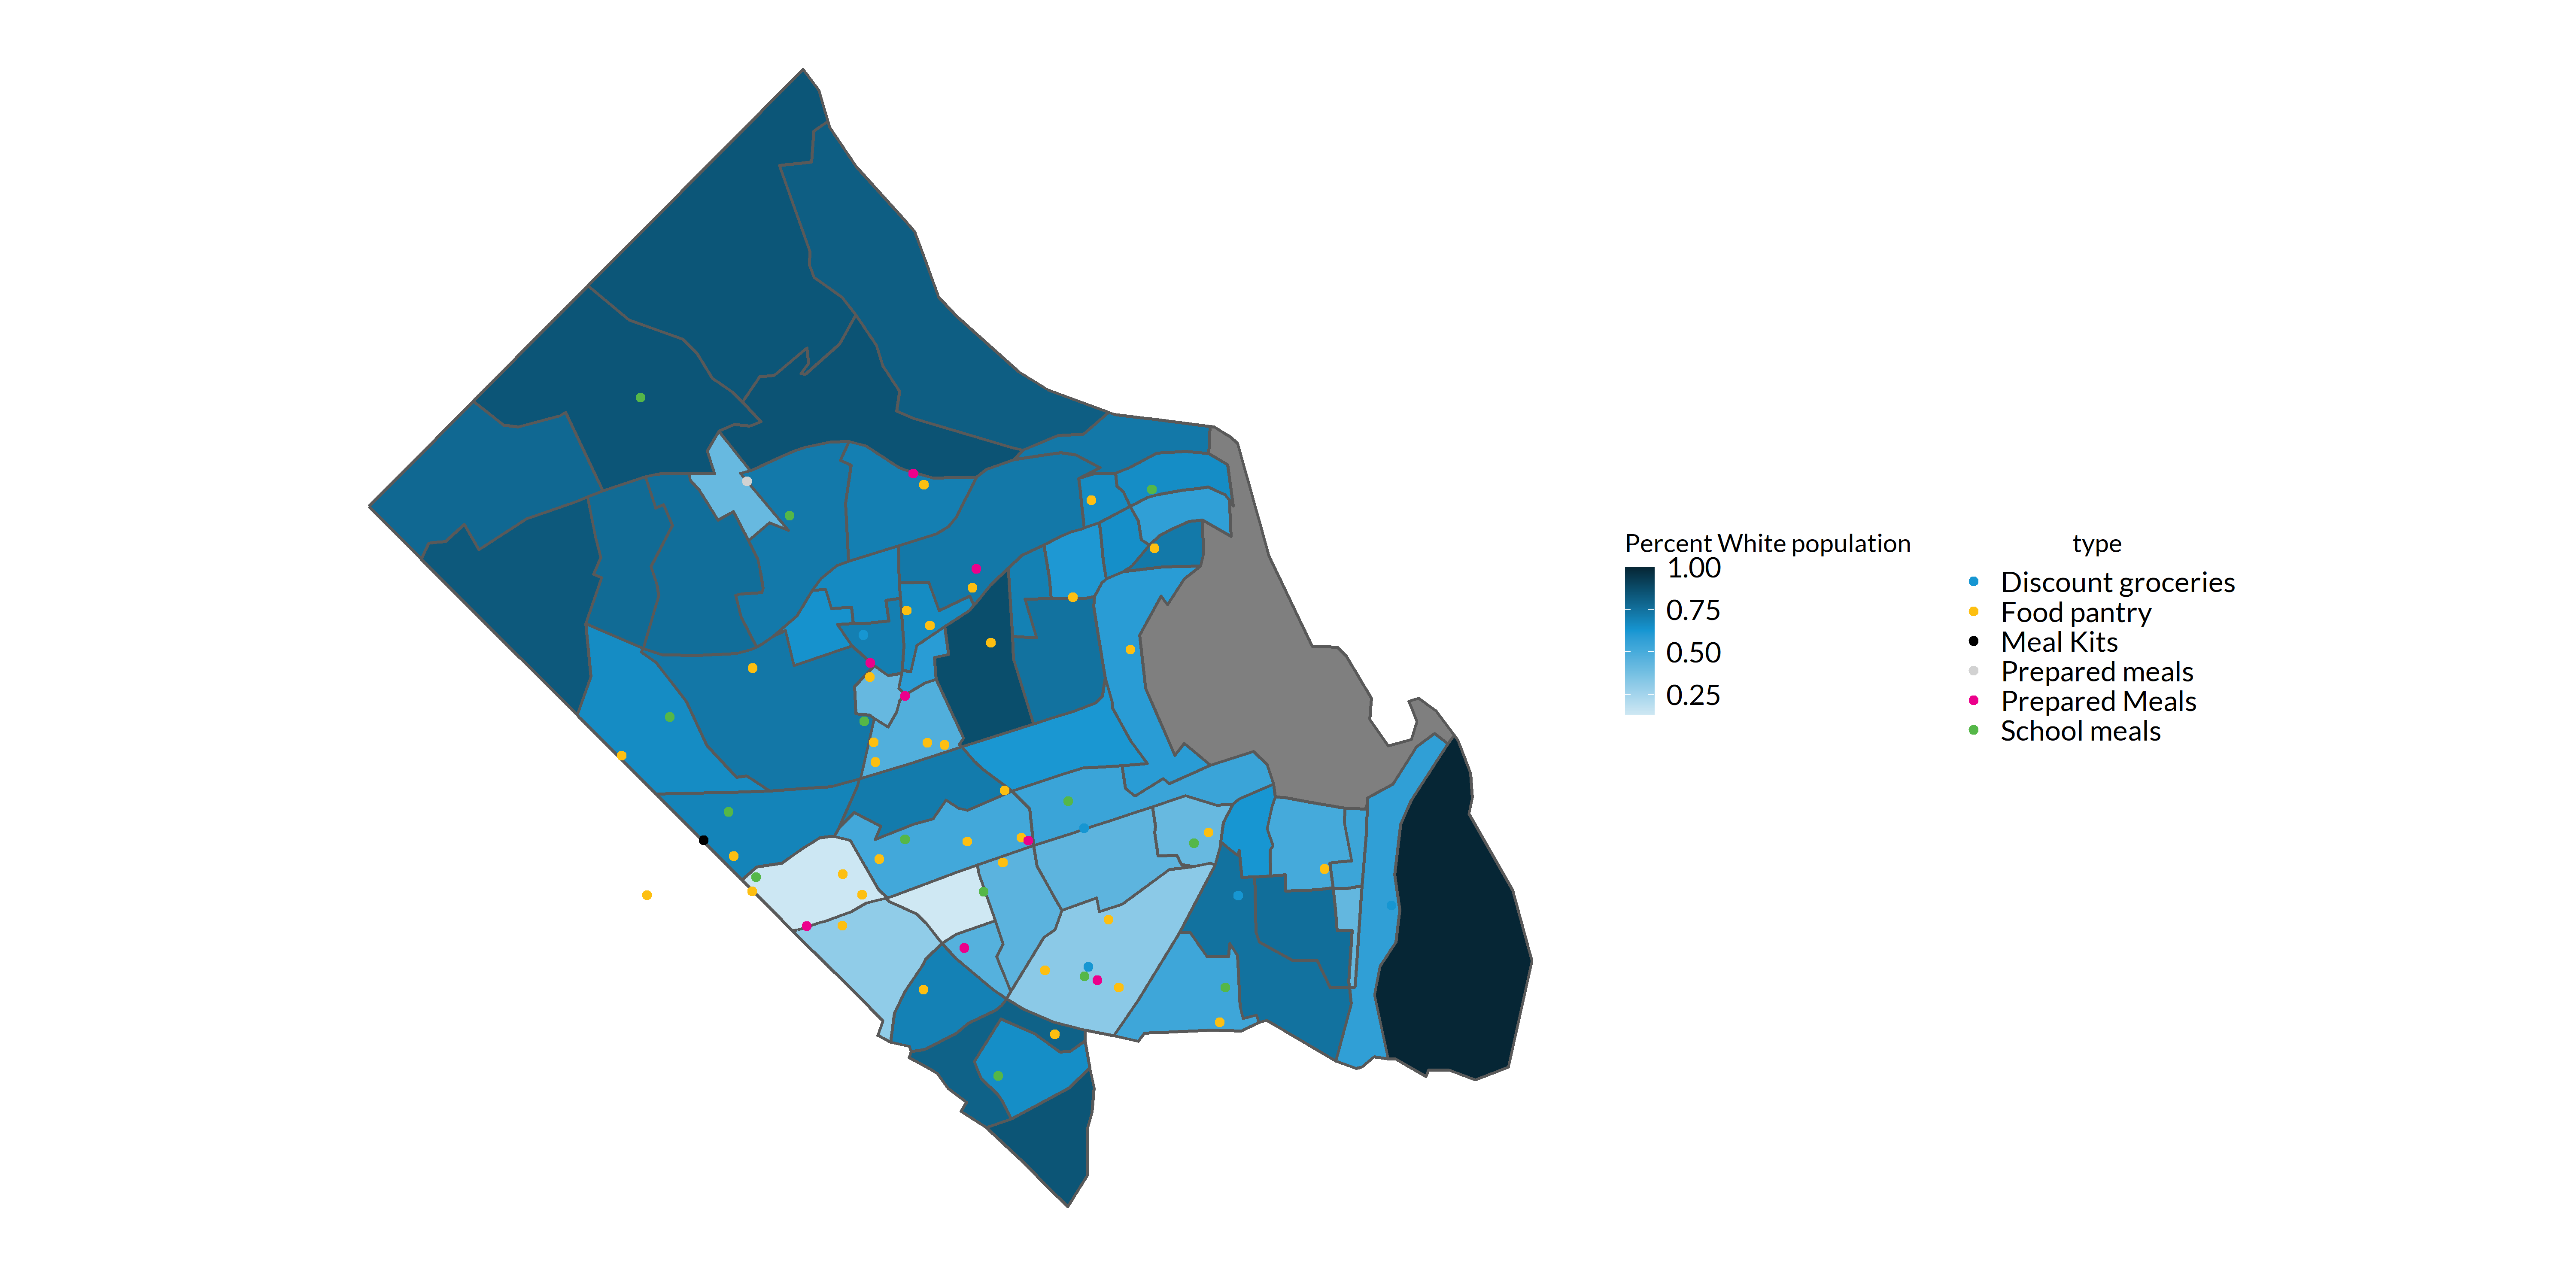 Percent White population
1.00
0.75
0.50
0.25
type
Discount groceries
Food pantry
Meal Kits
Prepared meals
Prepared Meals
School meals